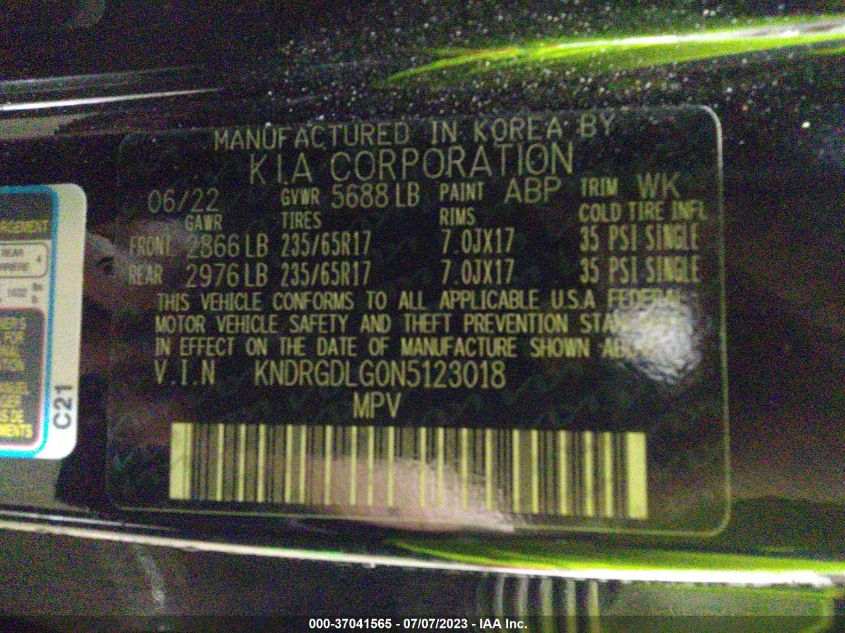 MANUFACTURED IN KOREA BY
KIA CORPORATION
06/22 GVWR 5688 LB PAINT ABP TRIM WK
GAWR TIRES RIMS COLD TIRE INFL
FRONT 2866 LB 235/65R17 7.0JX17 35 PSI SINGLE
REAR 2976 LB 235/65R17 7.0JX17 35 PSI SINGLE
THIS VEHICLE CONFORMS TO ALL APPLICABLE U.S.A FEDERAL
MOTOR VEHICLE SAFETY AND THEFT PREVENTION
IN EFFECT ON THE DATE OF MANUFACTURE SHOWN
V.I.N KNDRGDLG0N5123018
MPV
REAR
4
C21
000-37041565 - 07/07/2023 - IAA Inc.